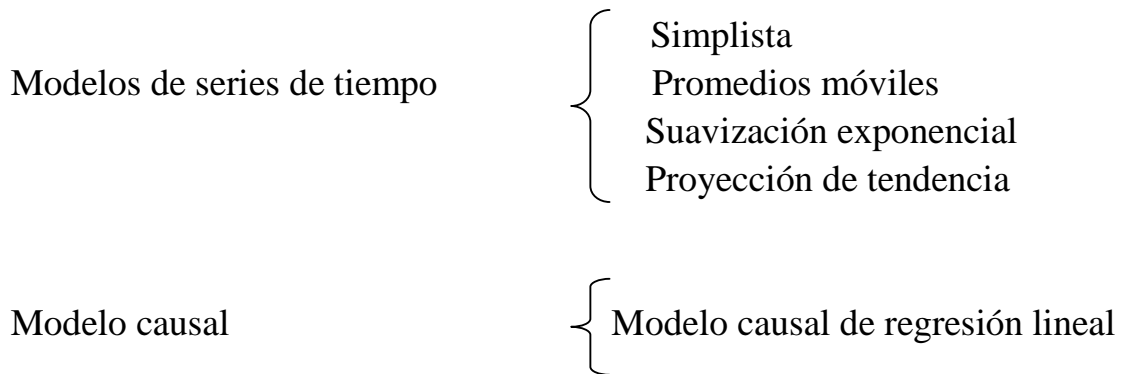 Simplista
Modelos de series de tiempo
Promedios móviles
Suavización exponencial
Proyección de tendencia
Modelo causal
Modelo causal de regresión lineal